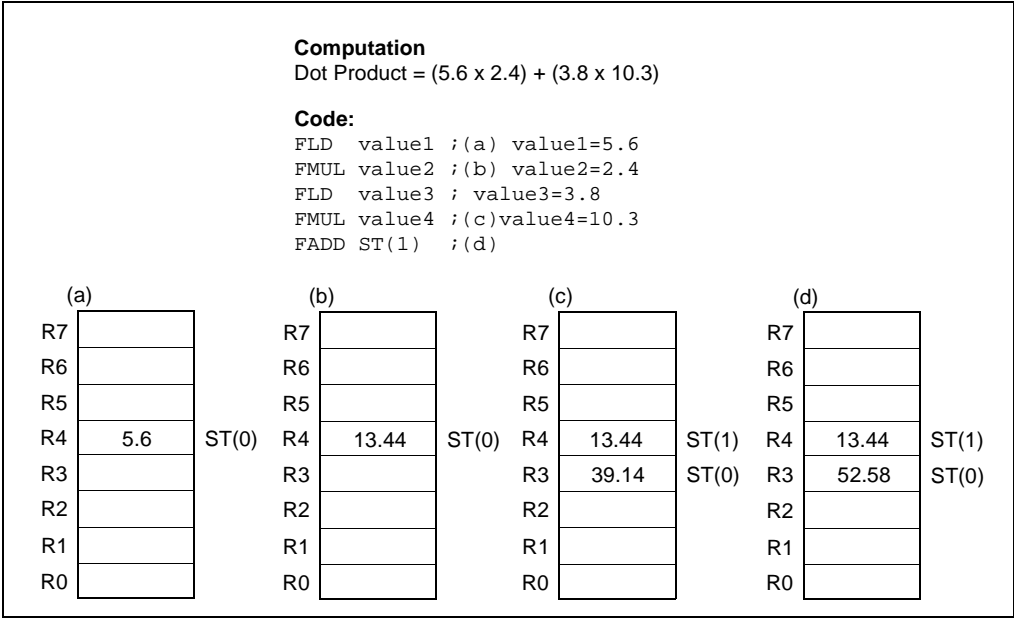 Computation
Dot Product = (5.6 x 2.4) + (3.8 x 10.3)
Code:
FLD value1 ;(a) value1=5.6
FMUL value2 ;(b) value2=2.4
FLD value3 ; value3=3.8
FMUL value4 ;(c)value4=10.3
FADD ST(1) ;(d)
(a) (b) (c) (d)
R7 R7 R7 R7
R6 R6 R6 R6
R5 R5 R5 R5
R4 5.6 ST(0) R4 13.44 ST(0) R4 13.44 ST(1) R4 13.44 ST(1)
R3 R3 R3 39.14 ST(0) R3 52.58 ST(0)
R2 R2 R2 R2
R1 R1 R1 R1
R0 R0 R0 R0